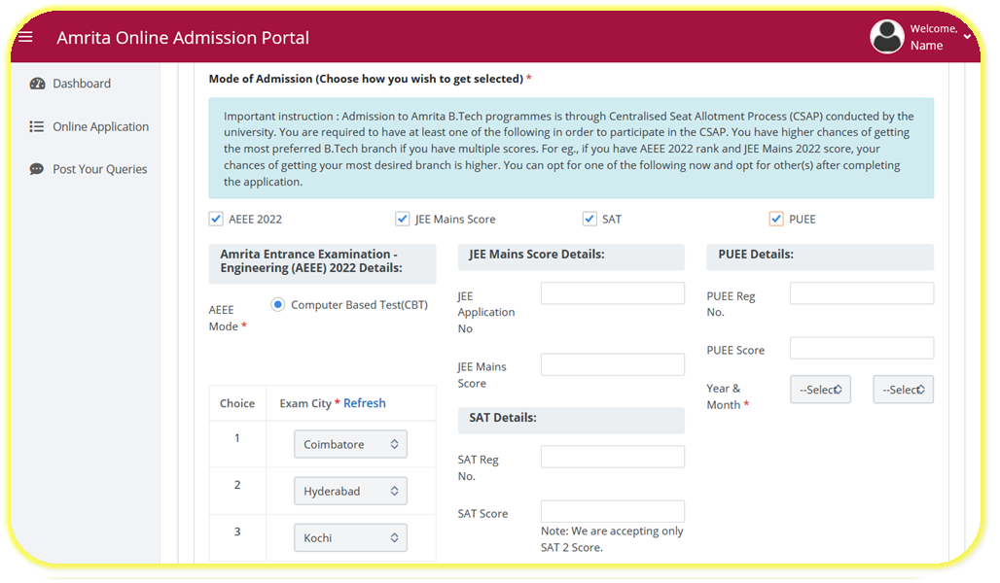 Amrita Online Admission Portal
Welcome,
Name
Dashboard
Online Application
Post Your Queries
Mode of Admission (Choose how you wish to get selected) *
Important instruction : Admission to Amrita B.Tech programmes is through Centralised Seat Allotment Process (CSAP) conducted by the
university. You are required to have at least one of the following in order to participate in the CSAP. You have higher chances of getting
the most preferred B.Tech branch if you have multiple scores. For eg., if you have AEEE 2022 rank and JEE Mains 2022 score, your
chances of getting your most desired branch is higher. You can opt for one of the following now and opt for other(s) after completing
the application.
AEEE 2022 JEE Mains Score SAT PUEE
Amrita Entrance Examination -
Engineering (AEEE) 2022 Details:
AEEE
Mode *
Computer Based Test(CBT)
Choice Exam City * Refresh
1 Coimbatore
2 Hyderabad
3 Kochi
JEE Mains Score Details:
JEE
Application
No
JEE Mains
Score
SAT Details:
SAT Reg
No.
SAT Score
Note: We are accepting only
SAT 2 Score.
PUEE Details:
PUEE Reg
No.
PUEE Score
Year &
Month *
--Select --Select